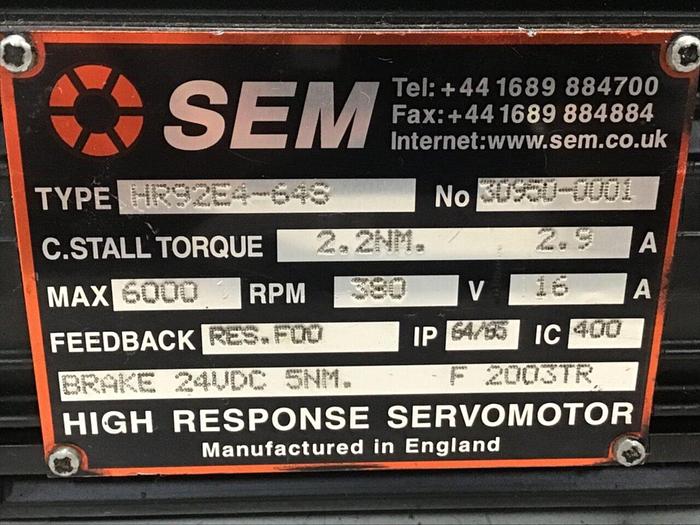 SEM
Tel: +44 1689 884700
Fax: +44 1689 884884
Internet:www.sem.co.uk
TYPE HR92E4-64S No 30950-0001
C.STALL TORQUE 2.2NM. 2.9 A
MAX 6000 RPM 380 V 16 A
FEEDBACK RES.F00 IP 64/65 IC 400
BRAKE 24VDC 5NM. F 2003TR
HIGH RESPONSE SERVOMOTOR
Manufactured in England